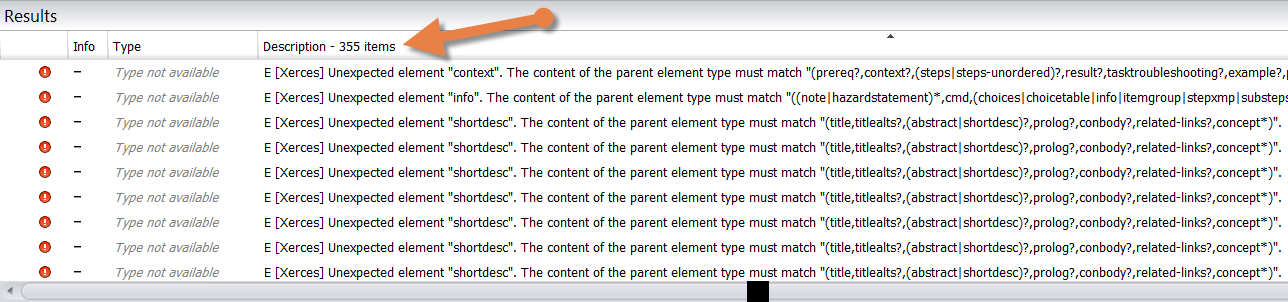 Results
Info Type Description - 355 items
– Type not available E [Xerces] Unexpected element "context". The content of the parent element type must match "(prereq?,context?,(steps|steps-unordered)?,result?,tasktroubleshooting?,example?,
– Type not available E [Xerces] Unexpected element "info". The content of the parent element type must match "((note|hazardstatement)*,cmd,(choices|choicetable|info|itemgroup|stepxmp|substeps
– Type not available E [Xerces] Unexpected element "shortdesc". The content of the parent element type must match "(title,titlealts?,(abstract|shortdesc)?,prolog?,conbody?,related-links?,concept*)".
– Type not available E [Xerces] Unexpected element "shortdesc". The content of the parent element type must match "(title,titlealts?,(abstract|shortdesc)?,prolog?,conbody?,related-links?,concept*)".
– Type not available E [Xerces] Unexpected element "shortdesc". The content of the parent element type must match "(title,titlealts?,(abstract|shortdesc)?,prolog?,conbody?,related-links?,concept*)".
– Type not available E [Xerces] Unexpected element "shortdesc". The content of the parent element type must match "(title,titlealts?,(abstract|shortdesc)?,prolog?,conbody?,related-links?,concept*)".
– Type not available E [Xerces] Unexpected element "shortdesc". The content of the parent element type must match "(title,titlealts?,(abstract|shortdesc)?,prolog?,conbody?,related-links?,concept*)".
– Type not available E [Xerces] Unexpected element "shortdesc". The content of the parent element type must match "(title,titlealts?,(abstract|shortdesc)?,prolog?,conbody?,related-links?,concept*)".
– Type not available E [Xerces] Unexpected element "shortdesc". The content of the parent element type must match "(title,titlealts?,(abstract|shortdesc)?,prolog?,conbody?,related-links?,concept*)".